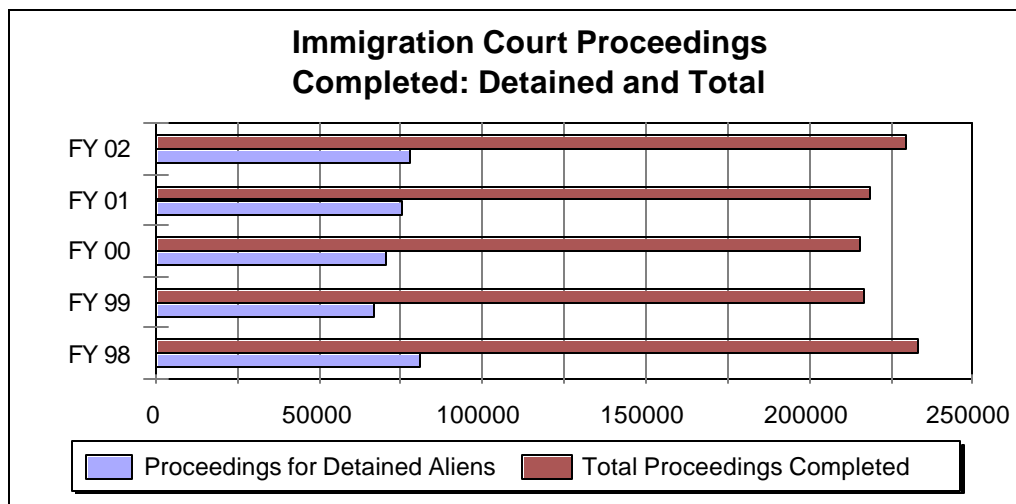 Immigration Court Proceedings
Completed: Detained and Total
FY 02
FY 01
FY 00
FY 99
FY 98
0 50000 100000 150000 200000 250000
Proceedings for Detained Aliens Total Proceedings Completed